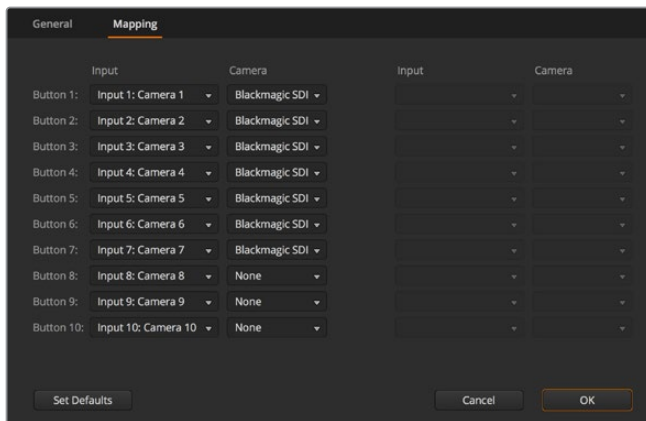 General Mapping
Input Camera Input Camera
Button 1: Input 1: Camera 1 Blackmagic SDI
Button 2: Input 2: Camera 2 Blackmagic SDI
Button 3: Input 3: Camera 3 Blackmagic SDI
Button 4: Input 4: Camera 4 Blackmagic SDI
Button 5: Input 5: Camera 5 Blackmagic SDI
Button 6: Input 6: Camera 6 Blackmagic SDI
Button 7: Input 7: Camera 7 Blackmagic SDI
Button 8: Input 8: Camera 8 None
Button 9: Input 9: Camera 9 None
Button 10: Input 10: Camera 10 None
Set Defaults Cancel OK